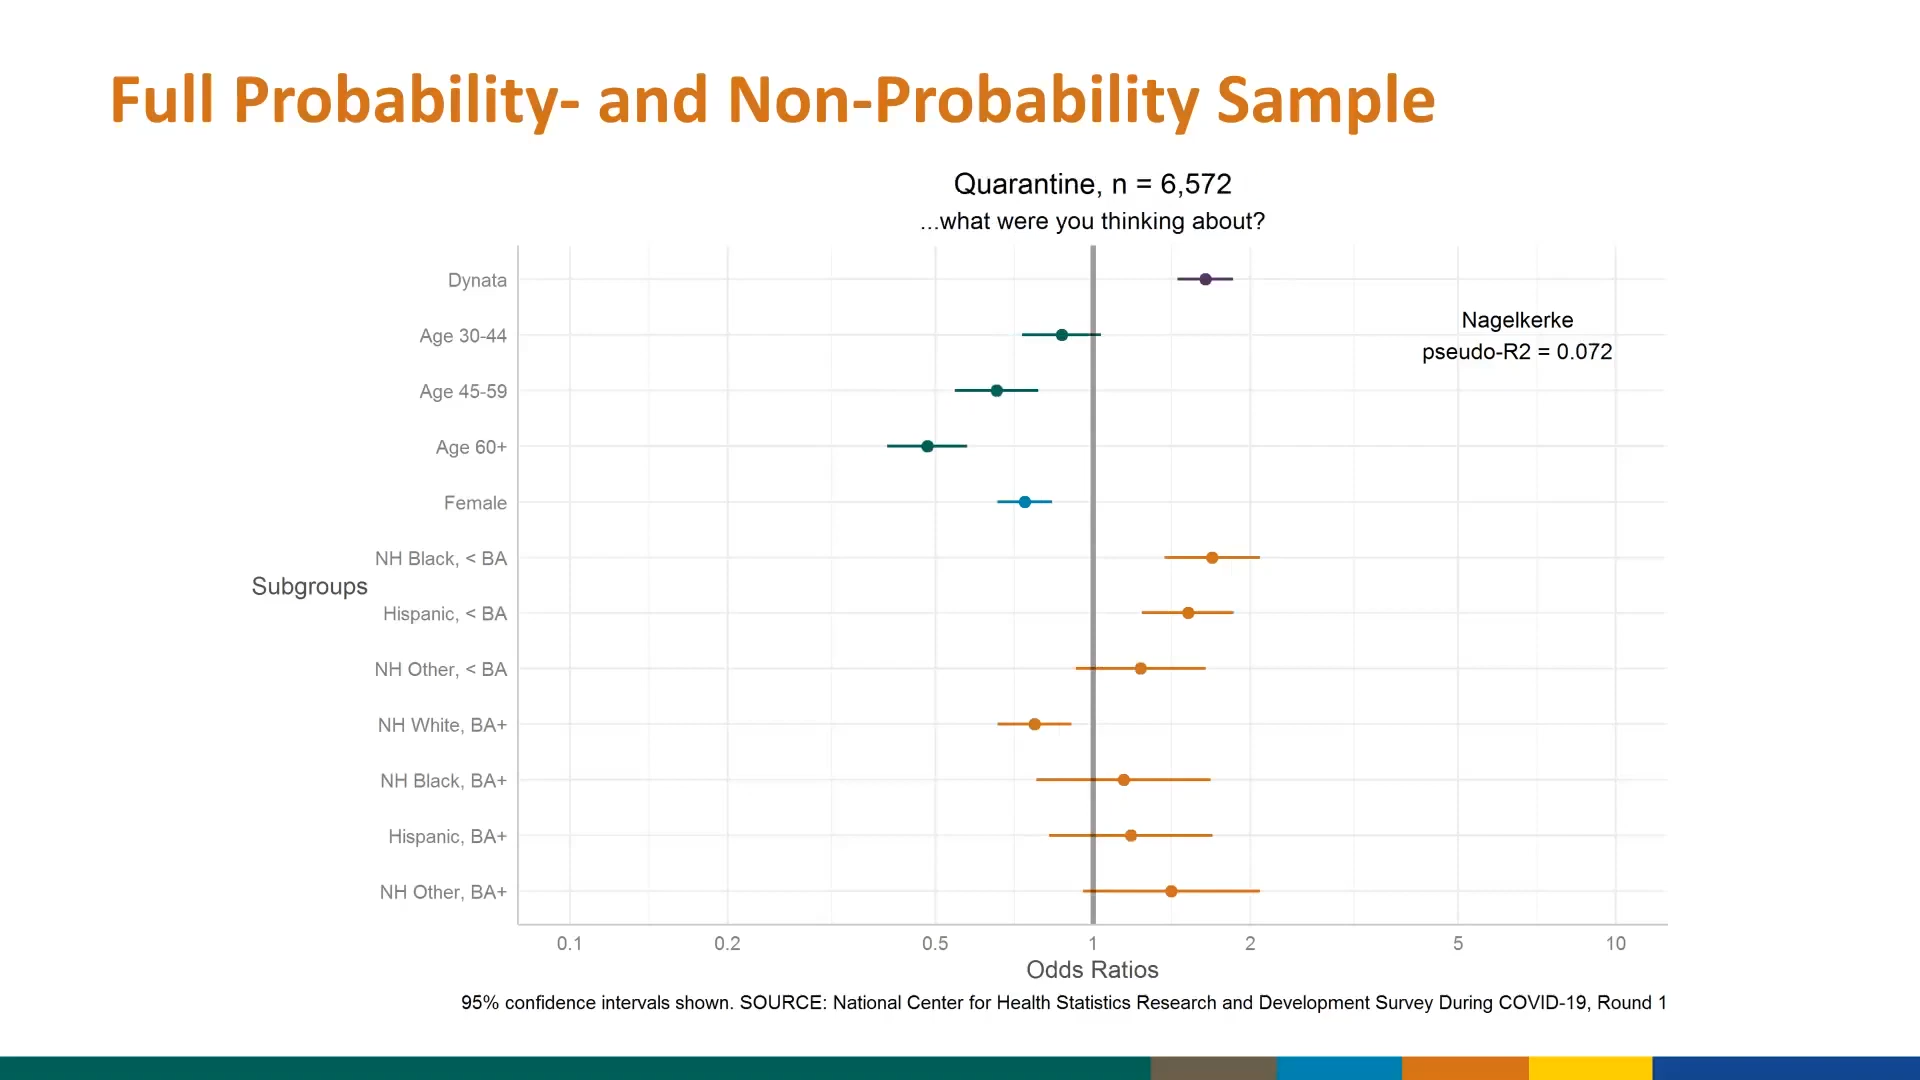 Full Probability- and Non-Probability Sample
Quarantine, n = 6,572
...what were you thinking about?
Dynata
Age 30-44
Nagelkerke
pseudo-R2 = 0.072
Age 45-59
Age 60+
Female
NH Black, < BA
Subgroups
Hispanic, < BA
NH Other, < BA
NH White, BA+
NH Black, BA+
Hispanic, BA+
NH Other, BA+
0.1 0.2 0.5 1 2 5 10
Odds Ratios
95% confidence intervals shown. SOURCE: National Center for Health Statistics Research and Development Survey During COVID-19, Round 1